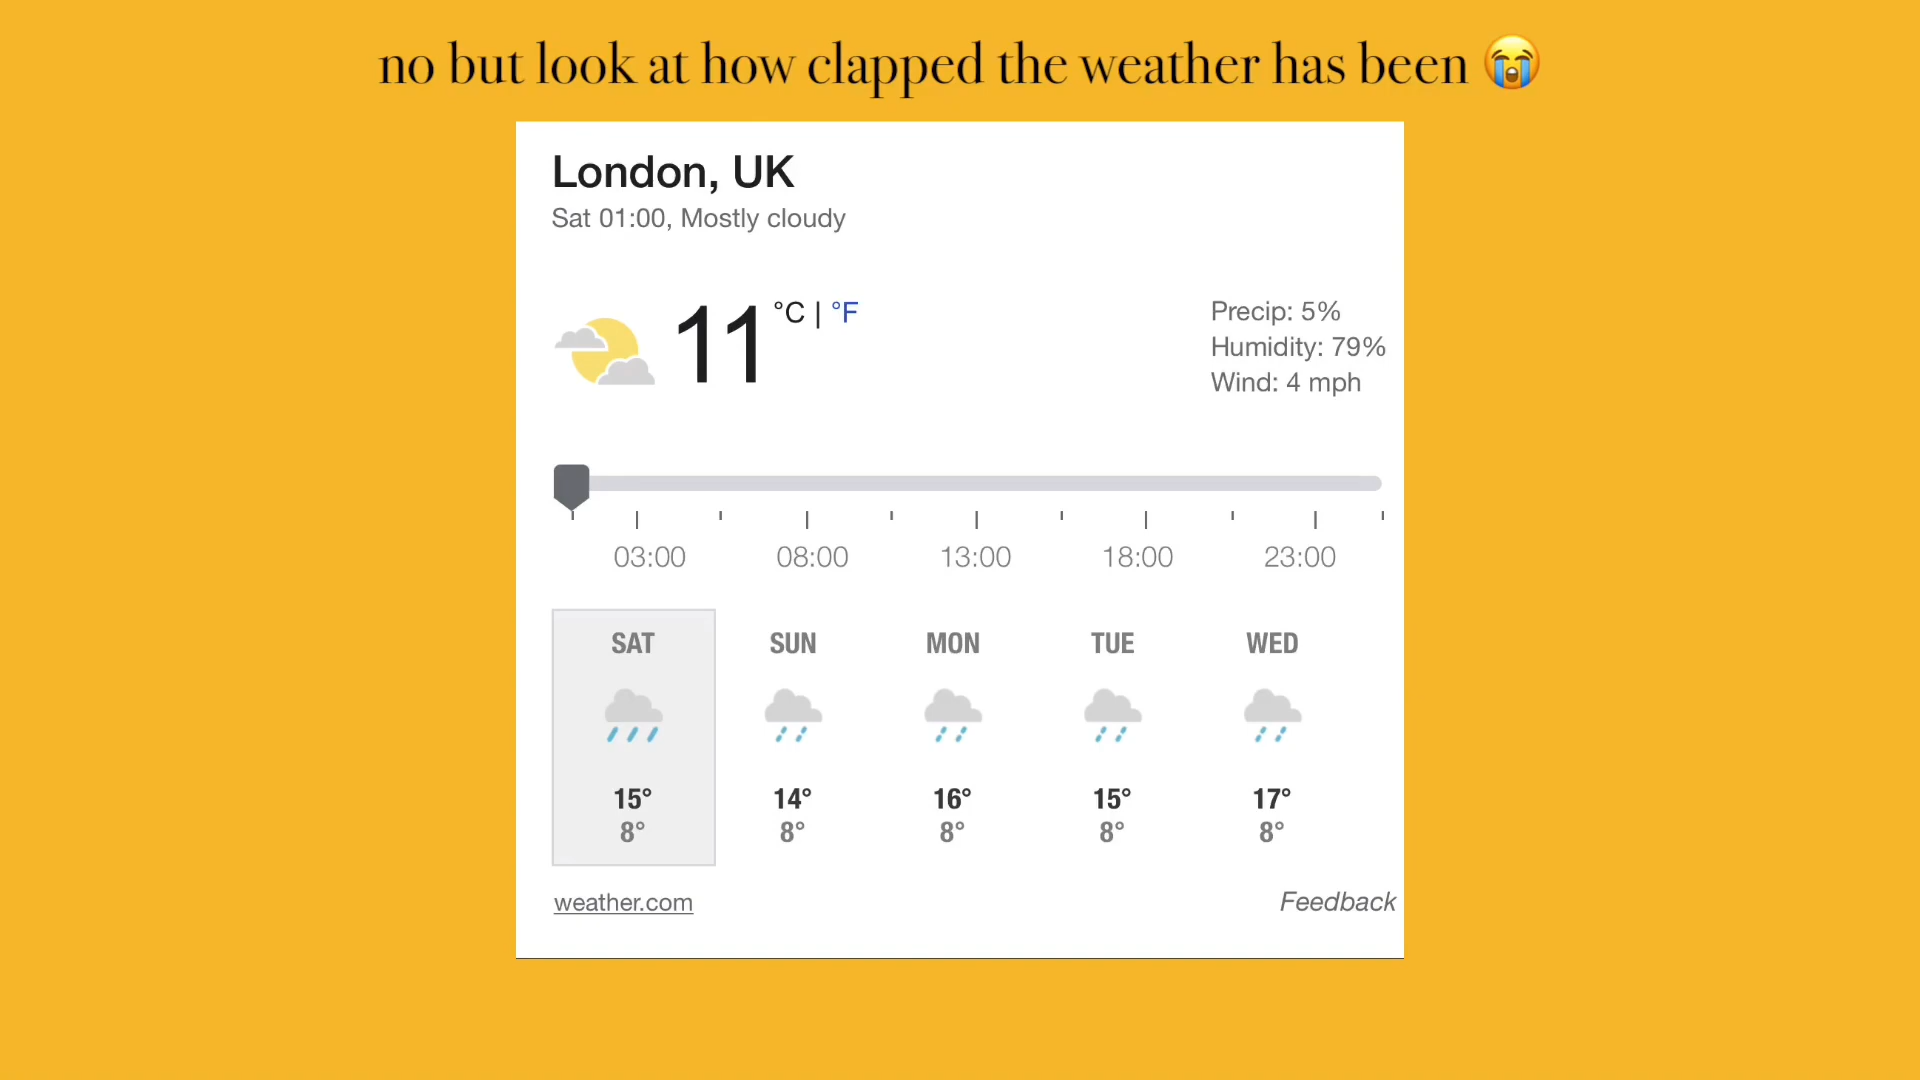 no but look at how clapped the weather has been 😭
London, UK
Sat 01:00, Mostly cloudy
11 °C | °F
Precip: 5%
Humidity: 79%
Wind: 4 mph
03:00 08:00 13:00 18:00 23:00
SAT SUN MON TUE WED
15° 14° 16° 15° 17°
8° 8° 8° 8° 8°
weather.com Feedback